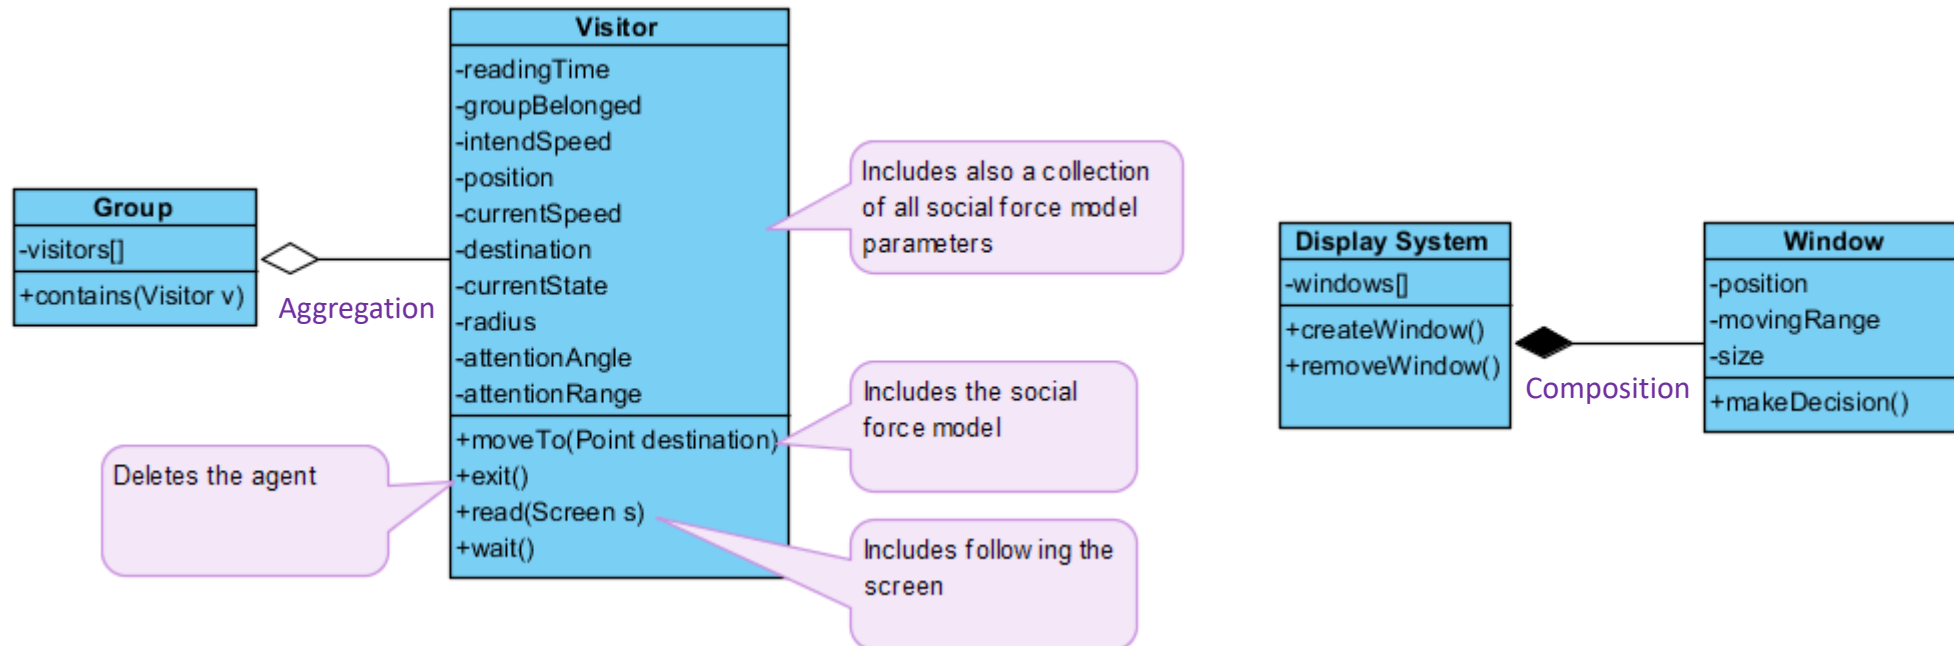 Group
-visitors[]
+contains(Visitor v)
Aggregation
Visitor
-readingTime
-groupBelonged
-intendSpeed
-position
-currentSpeed
-destination
-currentState
-radius
-attentionAngle
-attentionRange
+moveTo(Point destination)
+exit()
+read(Screen s)
+wait()
Deletes the agent
Includes also a collection
of all social force model
parameters
Includes the social
force model
Includes following the
screen
Display System
-windows[]
+createWindow()
+removeWindow()
Composition
Window
-position
-movingRange
-size
+makeDecision()